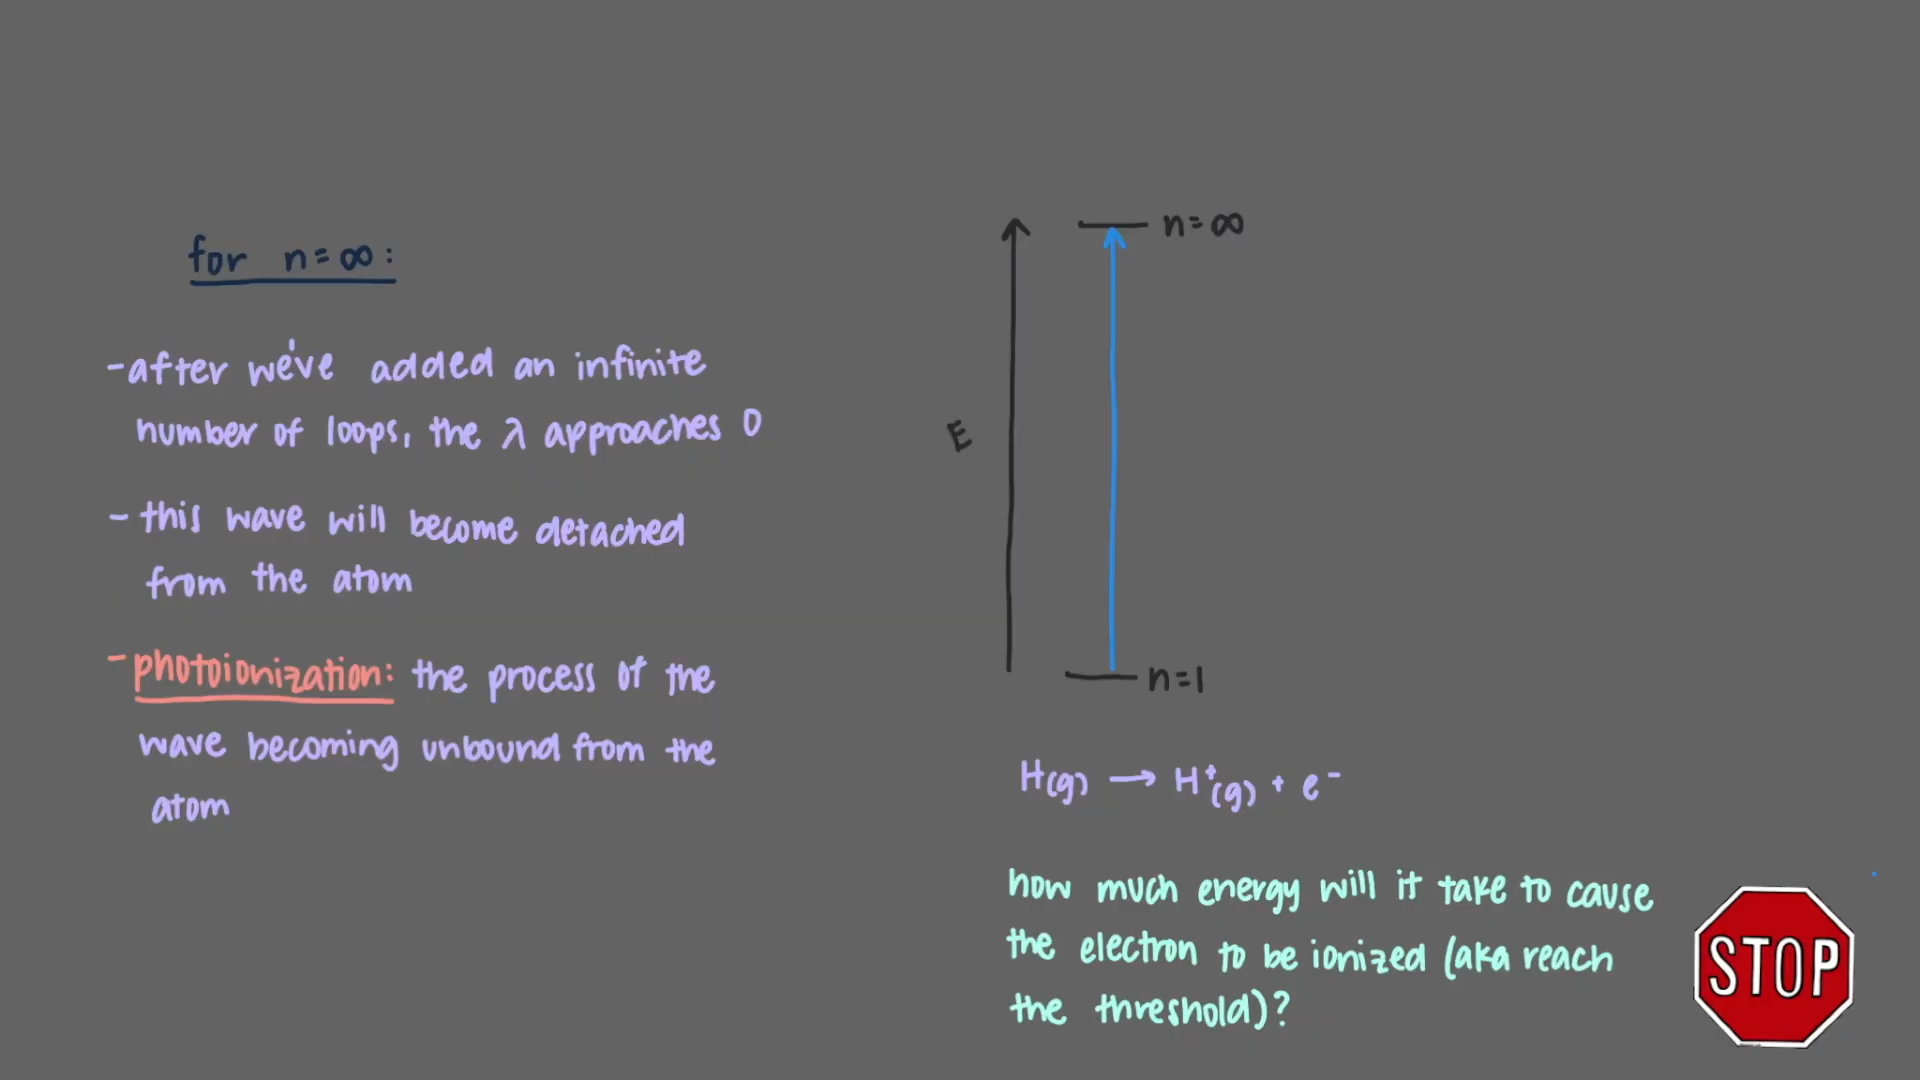 for n=∞:
-after we've added an infinite
number of loops, the λ approaches 0
- this wave will become detached
from the atom
- photoionization: the process of the
wave becoming unbound from the
atom
n=∞
E
n=1
H(g) → H⁺(g) + e⁻
how much energy will it take to cause
the electron to be ionized (aka reach
the threshold)?
STOP